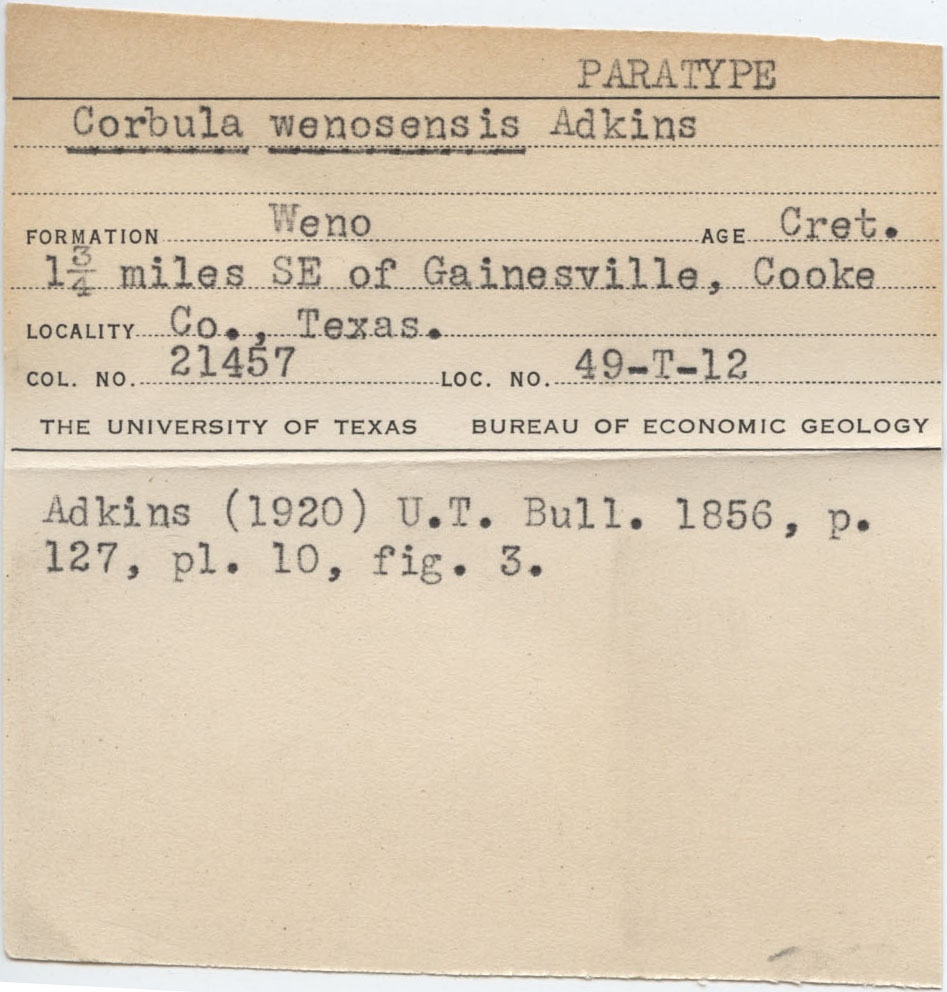 PARATYPE
Corbula wenosensis Adkins
FORMATION Weno AGE Cret.
1 3/4 miles SE of Gainesville, Cooke
LOCALITY Co., Texas.
COL. NO. 21457 LOC. NO. 49-T-12
THE UNIVERSITY OF TEXAS BUREAU OF ECONOMIC GEOLOGY
Adkins (1920) U.T. Bull. 1856, p.
127, pl. 10, fig. 3.